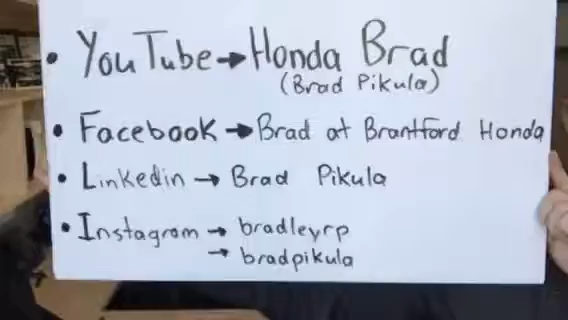 • YouTube → Honda Brad
(Brad Pikula)
• Facebook → Brad at Brantford Honda
• Linkedin → Brad Pikula
• Instagram → bradleyrp
→ bradpikula